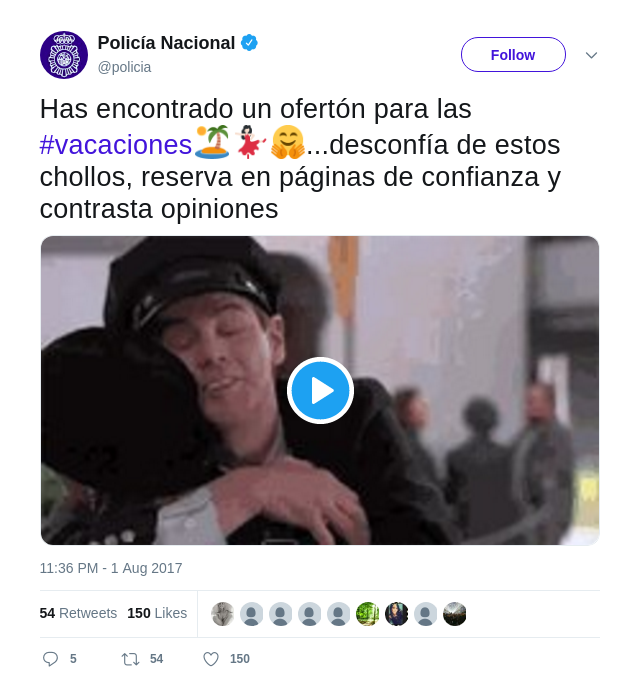 Policía Nacional
@policia
Follow
Has encontrado un ofertón para las
#vacaciones🏝💃🤗...desconfía de estos
chollos, reserva en páginas de confianza y
contrasta opiniones
11:36 PM - 1 Aug 2017
54 Retweets 150 Likes
5 54 150